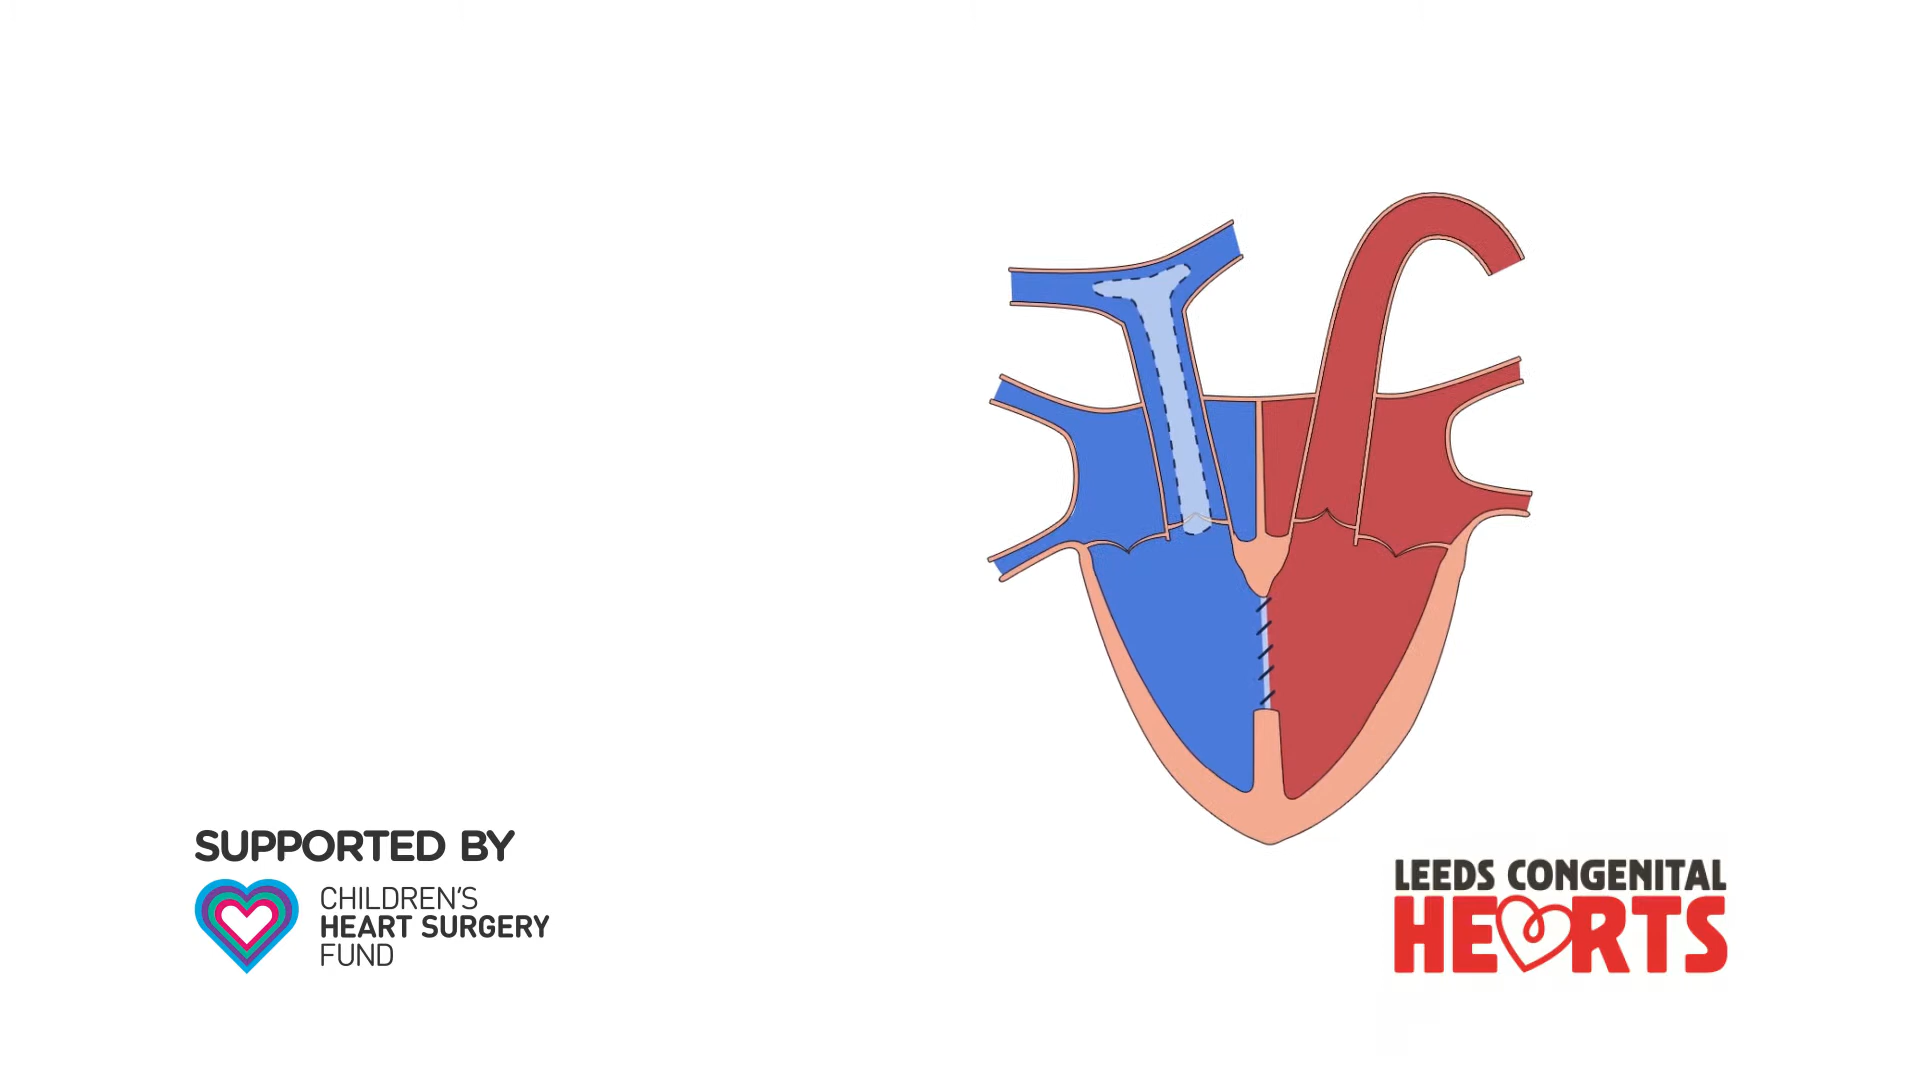 SUPPORTED BY
CHILDREN'S
HEART SURGERY
FUND
LEEDS CONGENITAL
HEARTS